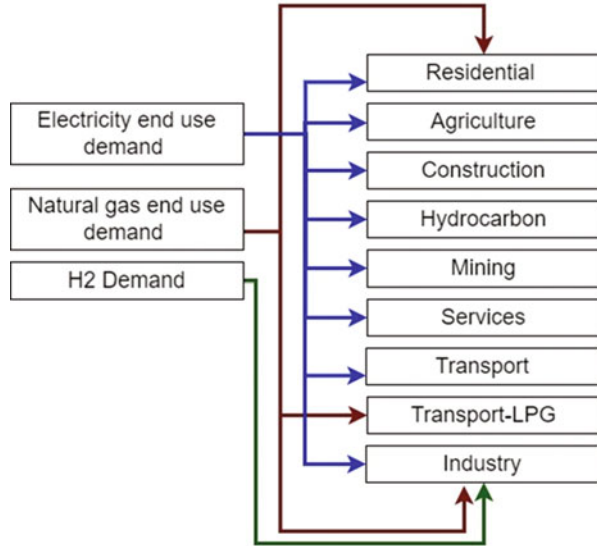 Electricity end use
demand
Natural gas end use
demand
H2 Demand
Residential
Agriculture
Construction
Hydrocarbon
Mining
Services
Transport
Transport-LPG
Industry